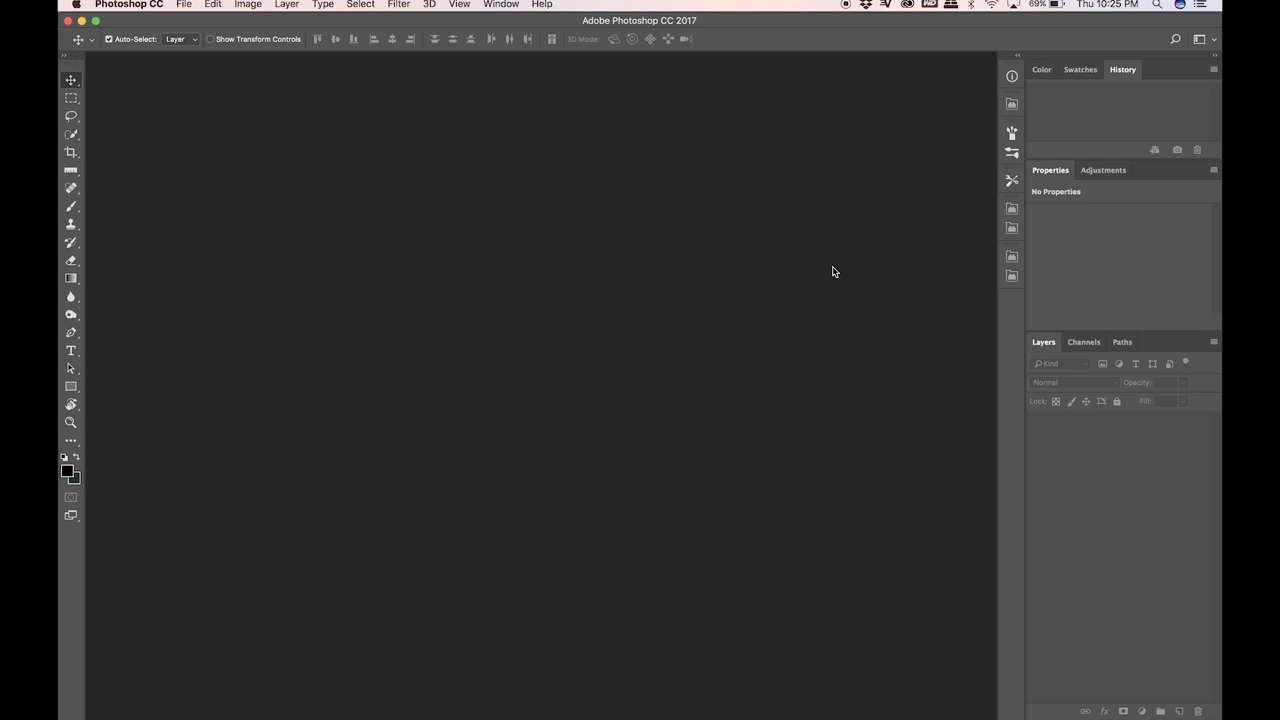 Photoshop CC File Edit Image Layer Type Select Filter 3D View Window Help 69% Thu 10:25 PM
Adobe Photoshop CC 2017
Auto-Select: Layer Show Transform Controls 3D Mode:
Color Swatches History
Properties Adjustments
No Properties
Layers Channels Paths
Kind
Normal Opacity:
Lock: Fill: